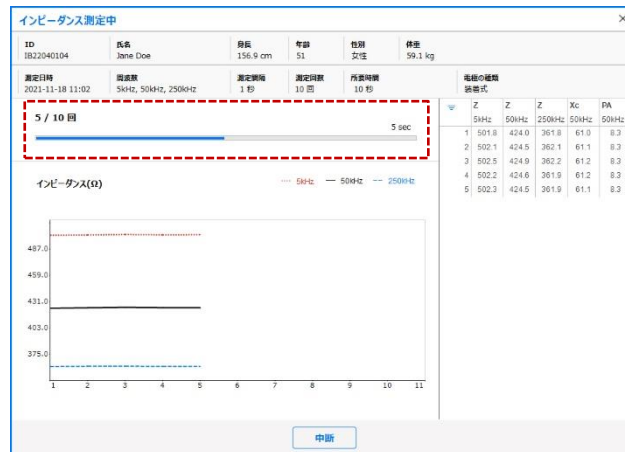 インピーダンス測定中 ×
ID 氏名 身長 年齢 性別 体重
IB22040104 Jane Doe 156.9 cm 51 女性 59.1 kg
測定日時 周波数 測定間隔 測定回数 所要時間 電極の種類
2021-11-18 11:02 5kHz, 50kHz, 250kHz 1 秒 10 回 10 秒 装着式
5 / 10 回
5 sec
インピーダンス(Ω)
5kHz 50kHz 250kHz
487.0
459.0
431.0
403.0
375.0
1 2 3 4 5 6 7 8 9 10 11
Z Z Z Xc PA
5kHz 50kHz 250kHz 50kHz 50kHz
1 501.8 424.0 361.8 61.0 8.3
2 502.1 424.5 362.1 61.1 8.3
3 502.5 424.9 362.2 61.2 8.3
4 502.2 424.6 361.9 61.2 8.3
5 502.3 424.5 361.9 61.1 8.3
中断